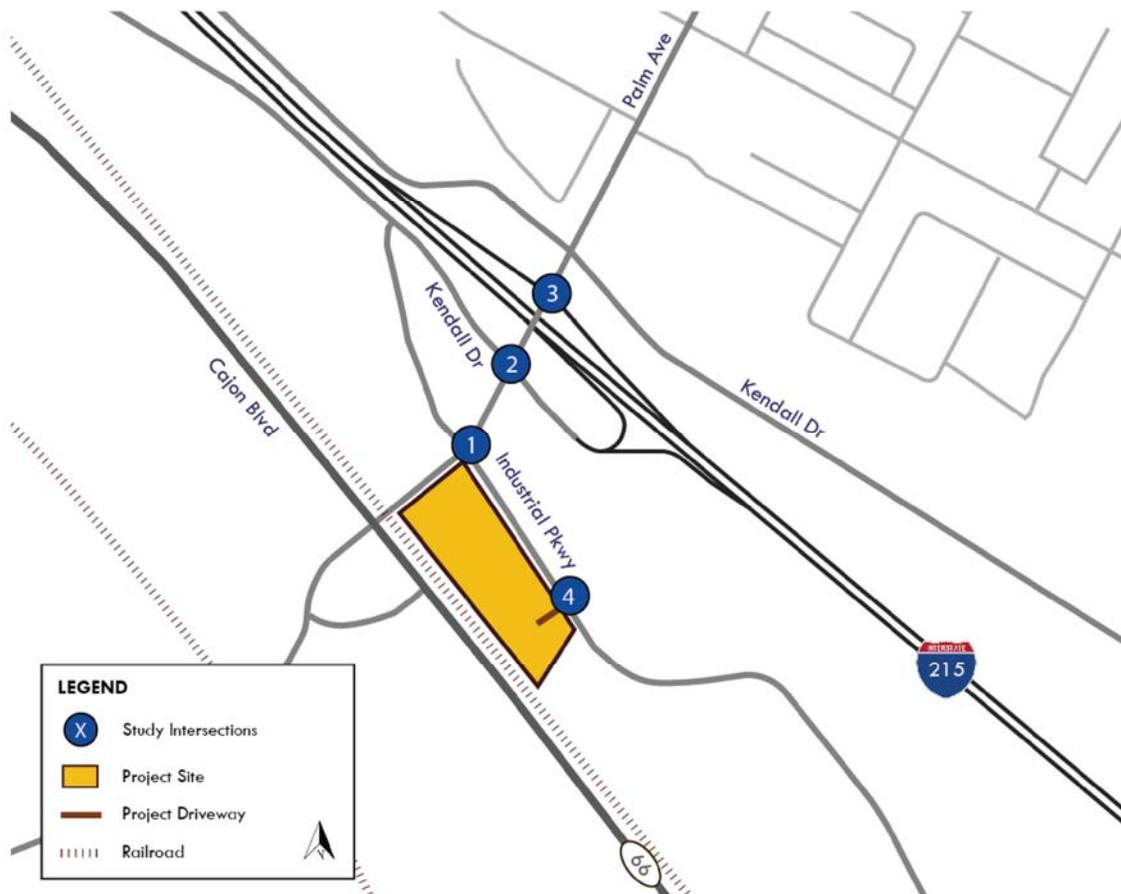 Palm Ave
3
Kendall Dr
2
Cajon Blvd
Kendall Dr
1
Industrial Pkwy
4
INTERSTATE
215
LEGEND
X Study Intersections
Project Site
Project Driveway
Railroad
N
66